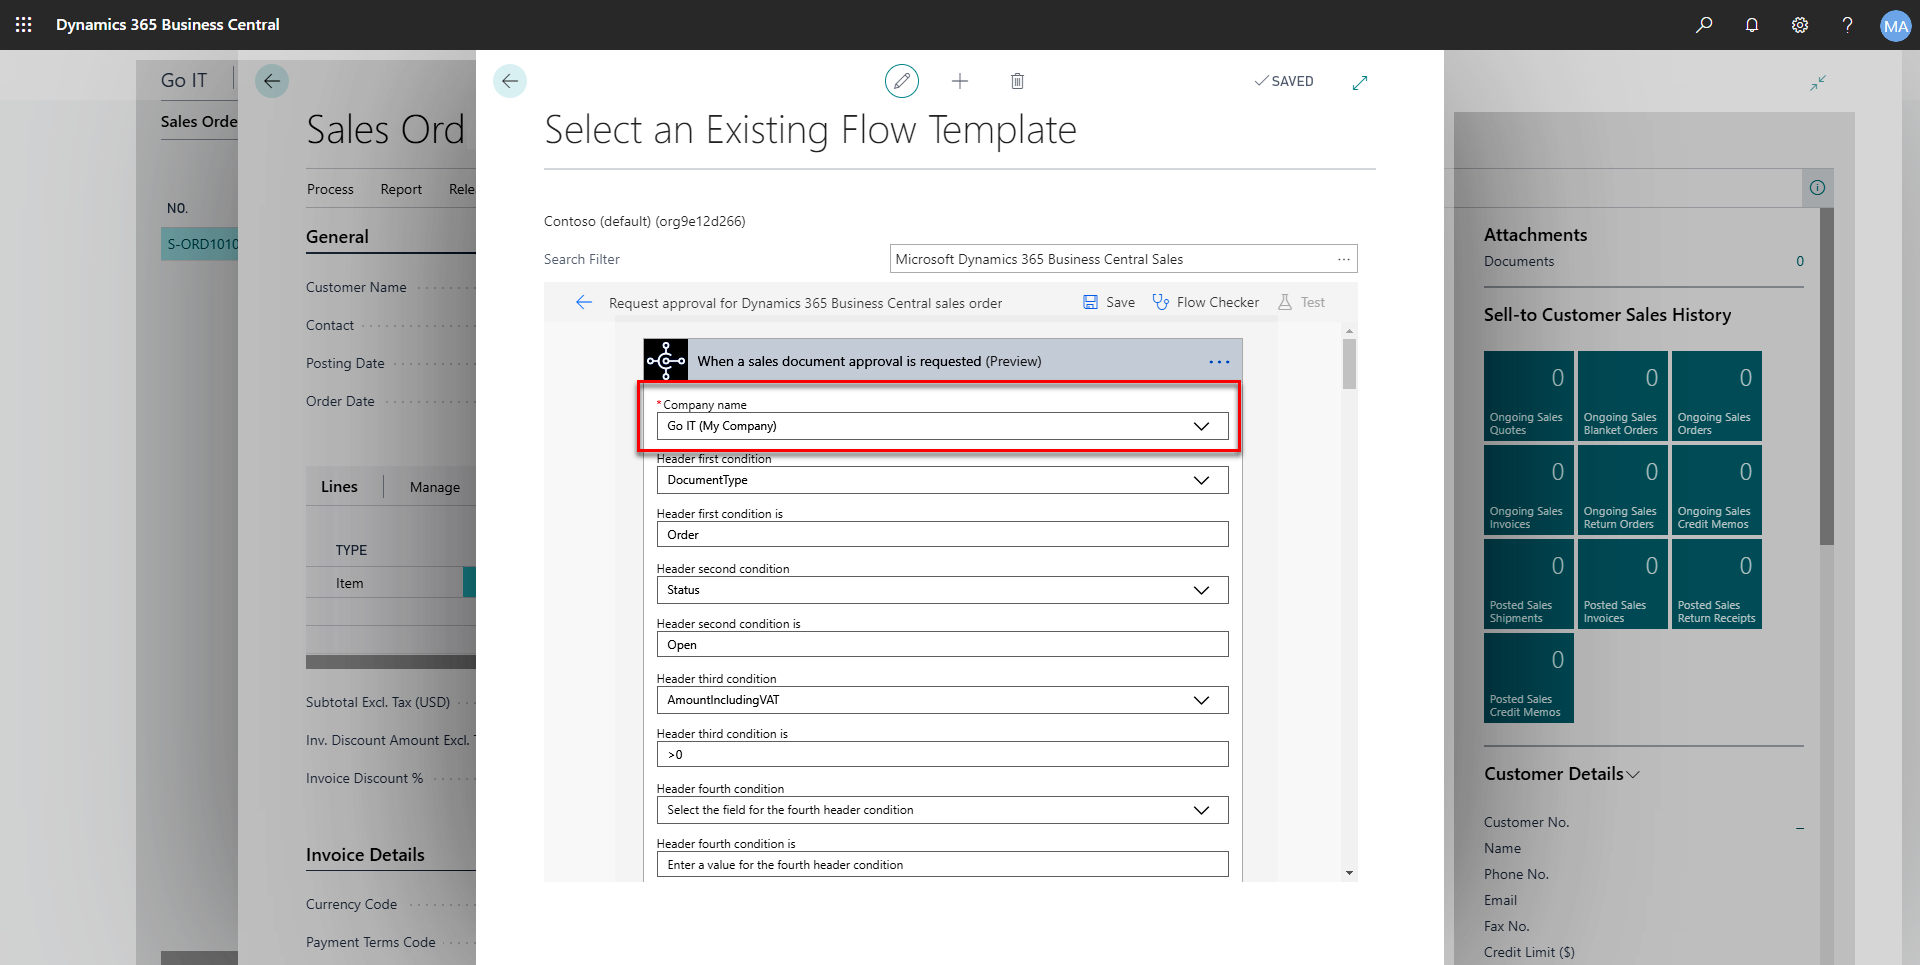 Dynamics 365 Business Central
MA
Go IT
Sales Orde
NO.
S-ORD1010
Sales Ord
Process Report Rele
General
Customer Name
Contact
Posting Date
Order Date
Lines Manage
TYPE
Item
Subtotal Excl. Tax (USD)
Inv. Discount Amount Excl. T
Invoice Discount %
Invoice Details
Currency Code
Payment Terms Code
SAVED
Select an Existing Flow Template
Contoso (default) (org9e12d266)
Search Filter
Microsoft Dynamics 365 Business Central Sales ...
Request approval for Dynamics 365 Business Central sales order
Save Flow Checker Test
When a sales document approval is requested (Preview)
*Company name
Go IT (My Company)
Header first condition
DocumentType
Header first condition is
Order
Header second condition
Status
Header second condition is
Open
Header third condition
AmountIncludingVAT
Header third condition is
>0
Header fourth condition
Select the field for the fourth header condition
Header fourth condition is
Enter a value for the fourth header condition
Attachments
Documents 0
Sell-to Customer Sales History
0 0 0
Ongoing Sales Quotes
Ongoing Sales Blanket Orders
Ongoing Sales Orders
0 0 0
Ongoing Sales Invoices
Ongoing Sales Return Orders
Ongoing Sales Credit Memos
0 0 0
Posted Sales Shipments
Posted Sales Invoices
Posted Sales Return Receipts
0
Posted Sales Credit Memos
Customer Details
Customer No. _
Name
Phone No.
Email
Fax No.
Credit Limit ($)